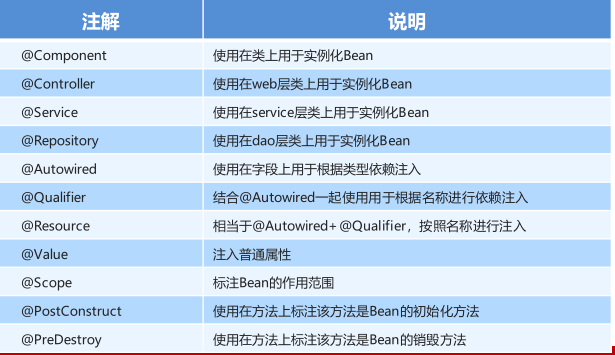 注解 说明
@Component 使用在类上用于实例化Bean
@Controller 使用在web层类上用于实例化Bean
@Service 使用在service层类上用于实例化Bean
@Repository 使用在dao层类上用于实例化Bean
@Autowired 使用在字段上用于根据类型依赖注入
@Qualifier 结合@Autowired一起使用用于根据名称进行依赖注入
@Resource 相当于@Autowired+@Qualifier，按照名称进行注入
@Value 注入普通属性
@Scope 标注Bean的作用范围
@PostConstruct 使用在方法上标注该方法是Bean的初始化方法
@PreDestroy 使用在方法上标注该方法是Bean的销毁方法